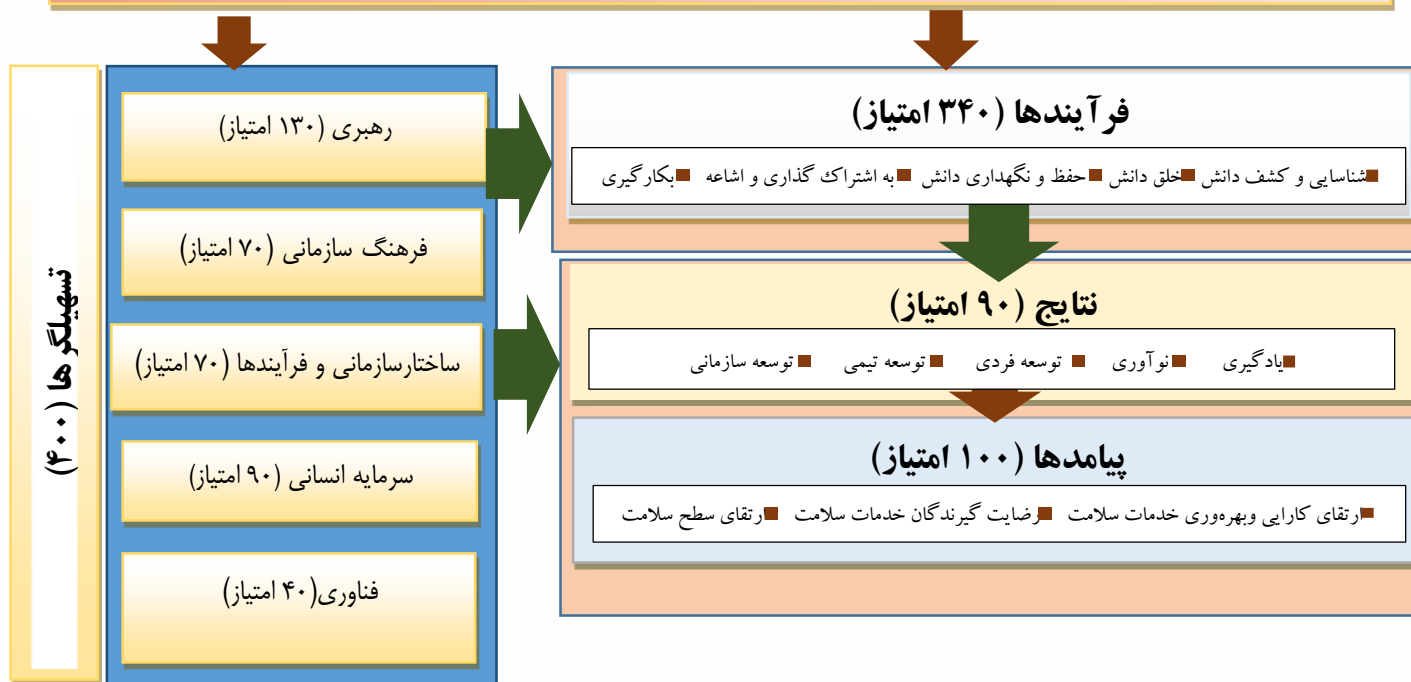 تسهیلگرها (۴۰۰)
رهبری (۱۳۰ امتیاز)
فرهنگ سازمانی (۷۰ امتیاز)
ساختارسازمانی و فرآیندها (۷۰ امتیاز)
سرمایه انسانی (۹۰ امتیاز)
فناوری(۴۰ امتیاز)
فرآیندها (۳۴۰ امتیاز)
■شناسایی و کشف دانش ■خلق دانش ■حفظ و نگهداری دانش ■به اشتراک گذاری و اشاعه ■بکارگیری
نتایج (۹۰ امتیاز)
■یادگیری ■نوآوری ■ توسعه فردی ■توسعه تیمی ■ توسعه سازمانی
پیامدها (۱۰۰ امتیاز)
■ارتقای کارایی وبهره‌وری خدمات سلامت ■رضایت گیرندگان خدمات سلامت ■ارتقای سطح سلامت